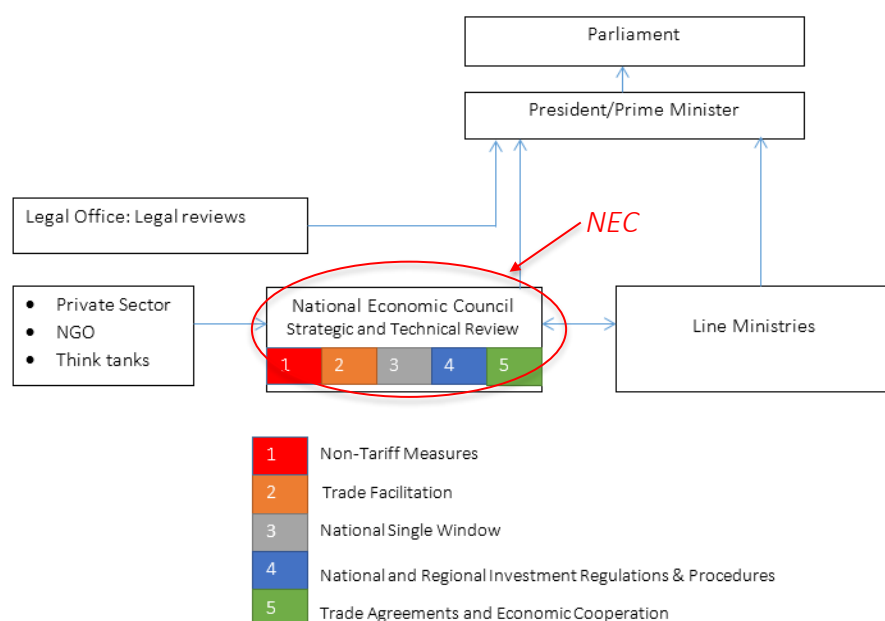 Parliament
President/Prime Minister
NEC
Legal Office: Legal reviews
• Private Sector
• NGO
• Think tanks
National Economic Council
Strategic and Technical Review
1 2 3 4 5
Line Ministries
1 Non-Tariff Measures
2 Trade Facilitation
3 National Single Window
4 National and Regional Investment Regulations & Procedures
5 Trade Agreements and Economic Cooperation